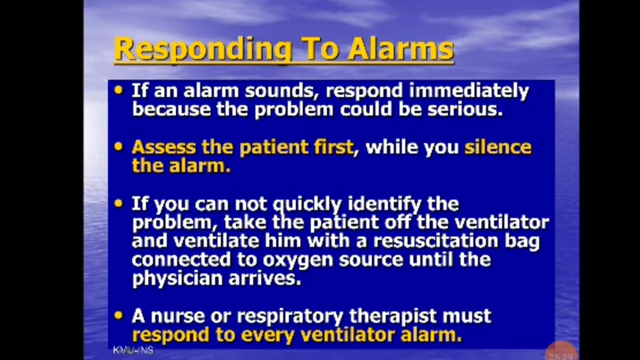 Responding To Alarms
• If an alarm sounds, respond immediately
because the problem could be serious.
• Assess the patient first, while you silence
the alarm.
• If you can not quickly identify the
problem, take the patient off the ventilator
and ventilate him with a resuscitation bag
connected to oxygen source until the
physician arrives.
• A nurse or respiratory therapist must
respond to every ventilator alarm.
KMU-INS